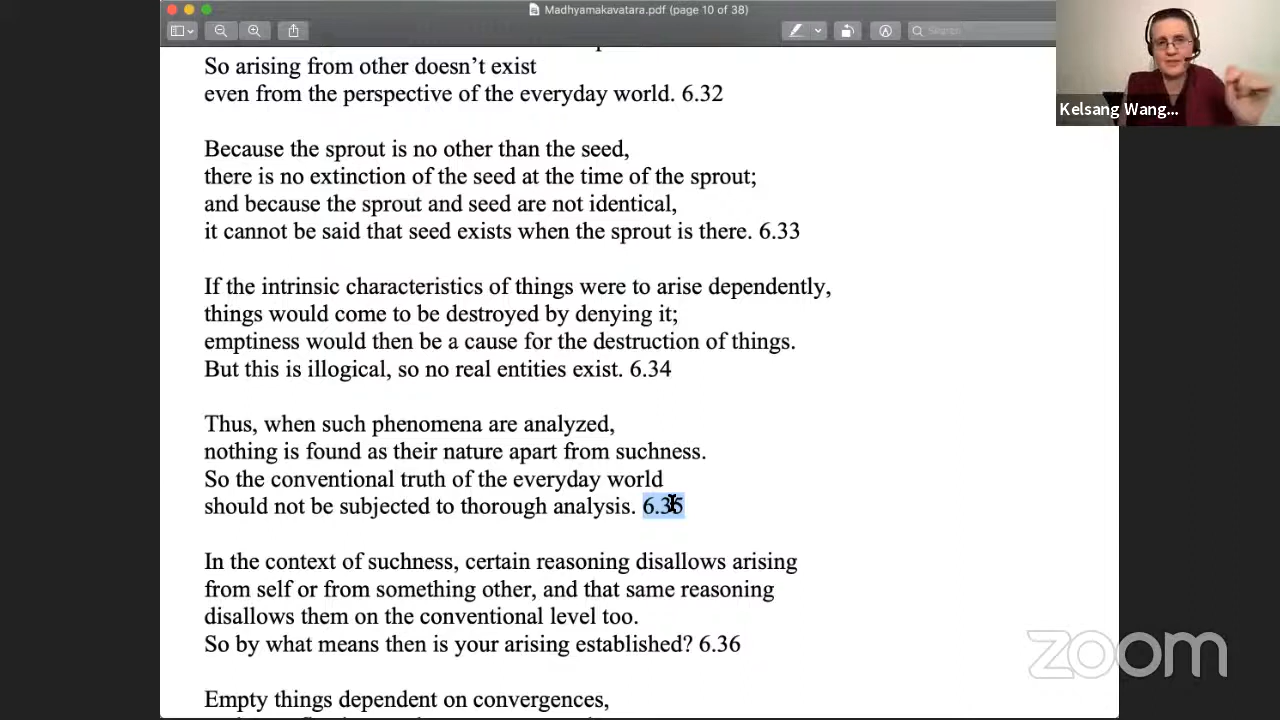 Madhyamakavatara.pdf (page 10 of 38)
Search
Kelsang Wang...
So arising from other doesn't exist
even from the perspective of the everyday world. 6.32
Because the sprout is no other than the seed,
there is no extinction of the seed at the time of the sprout;
and because the sprout and seed are not identical,
it cannot be said that seed exists when the sprout is there. 6.33
If the intrinsic characteristics of things were to arise dependently,
things would come to be destroyed by denying it;
emptiness would then be a cause for the destruction of things.
But this is illogical, so no real entities exist. 6.34
Thus, when such phenomena are analyzed,
nothing is found as their nature apart from suchness.
So the conventional truth of the everyday world
should not be subjected to thorough analysis. 6.35
In the context of suchness, certain reasoning disallows arising
from self or from something other, and that same reasoning
disallows them on the conventional level too.
So by what means then is your arising established? 6.36
Empty things dependent on convergences,
zoom